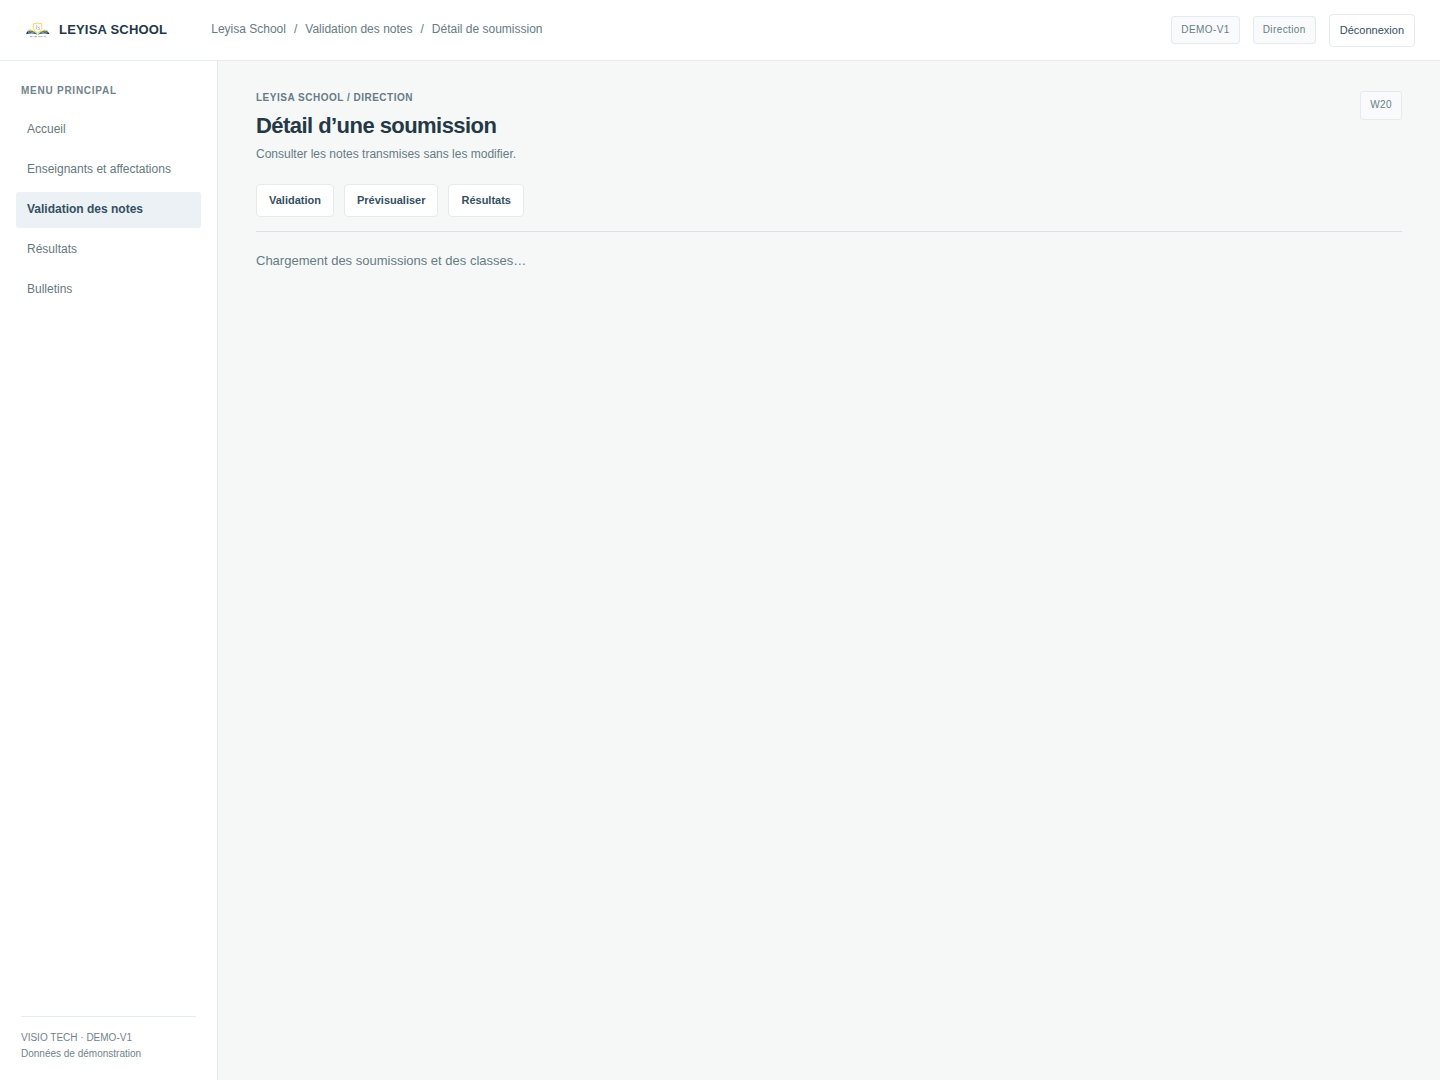 LEYISA SCHOOL
Leyisa School / Validation des notes / Détail de soumission
DEMO-V1
Direction
Déconnexion
MENU PRINCIPAL
Accueil
Enseignants et affectations
Validation des notes
Résultats
Bulletins
VISIO TECH · DEMO-V1
Données de démonstration
LEYISA SCHOOL / DIRECTION
W20
Détail d’une soumission
Consulter les notes transmises sans les modifier.
Validation
Prévisualiser
Résultats
Chargement des soumissions et des classes…